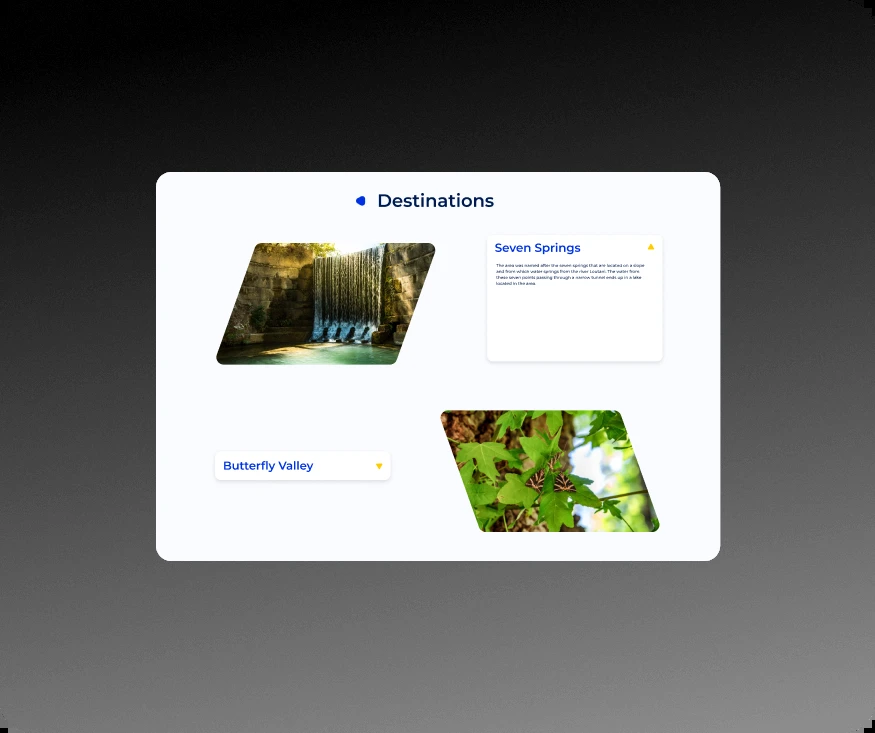 Destinations
Seven Springs
The area was named after the seven springs that are located on a slope
and from which water springs from the river Loutani. The water from
these seven points passing through a narrow tunnel ends up in a lake
located in the area.
Butterfly Valley